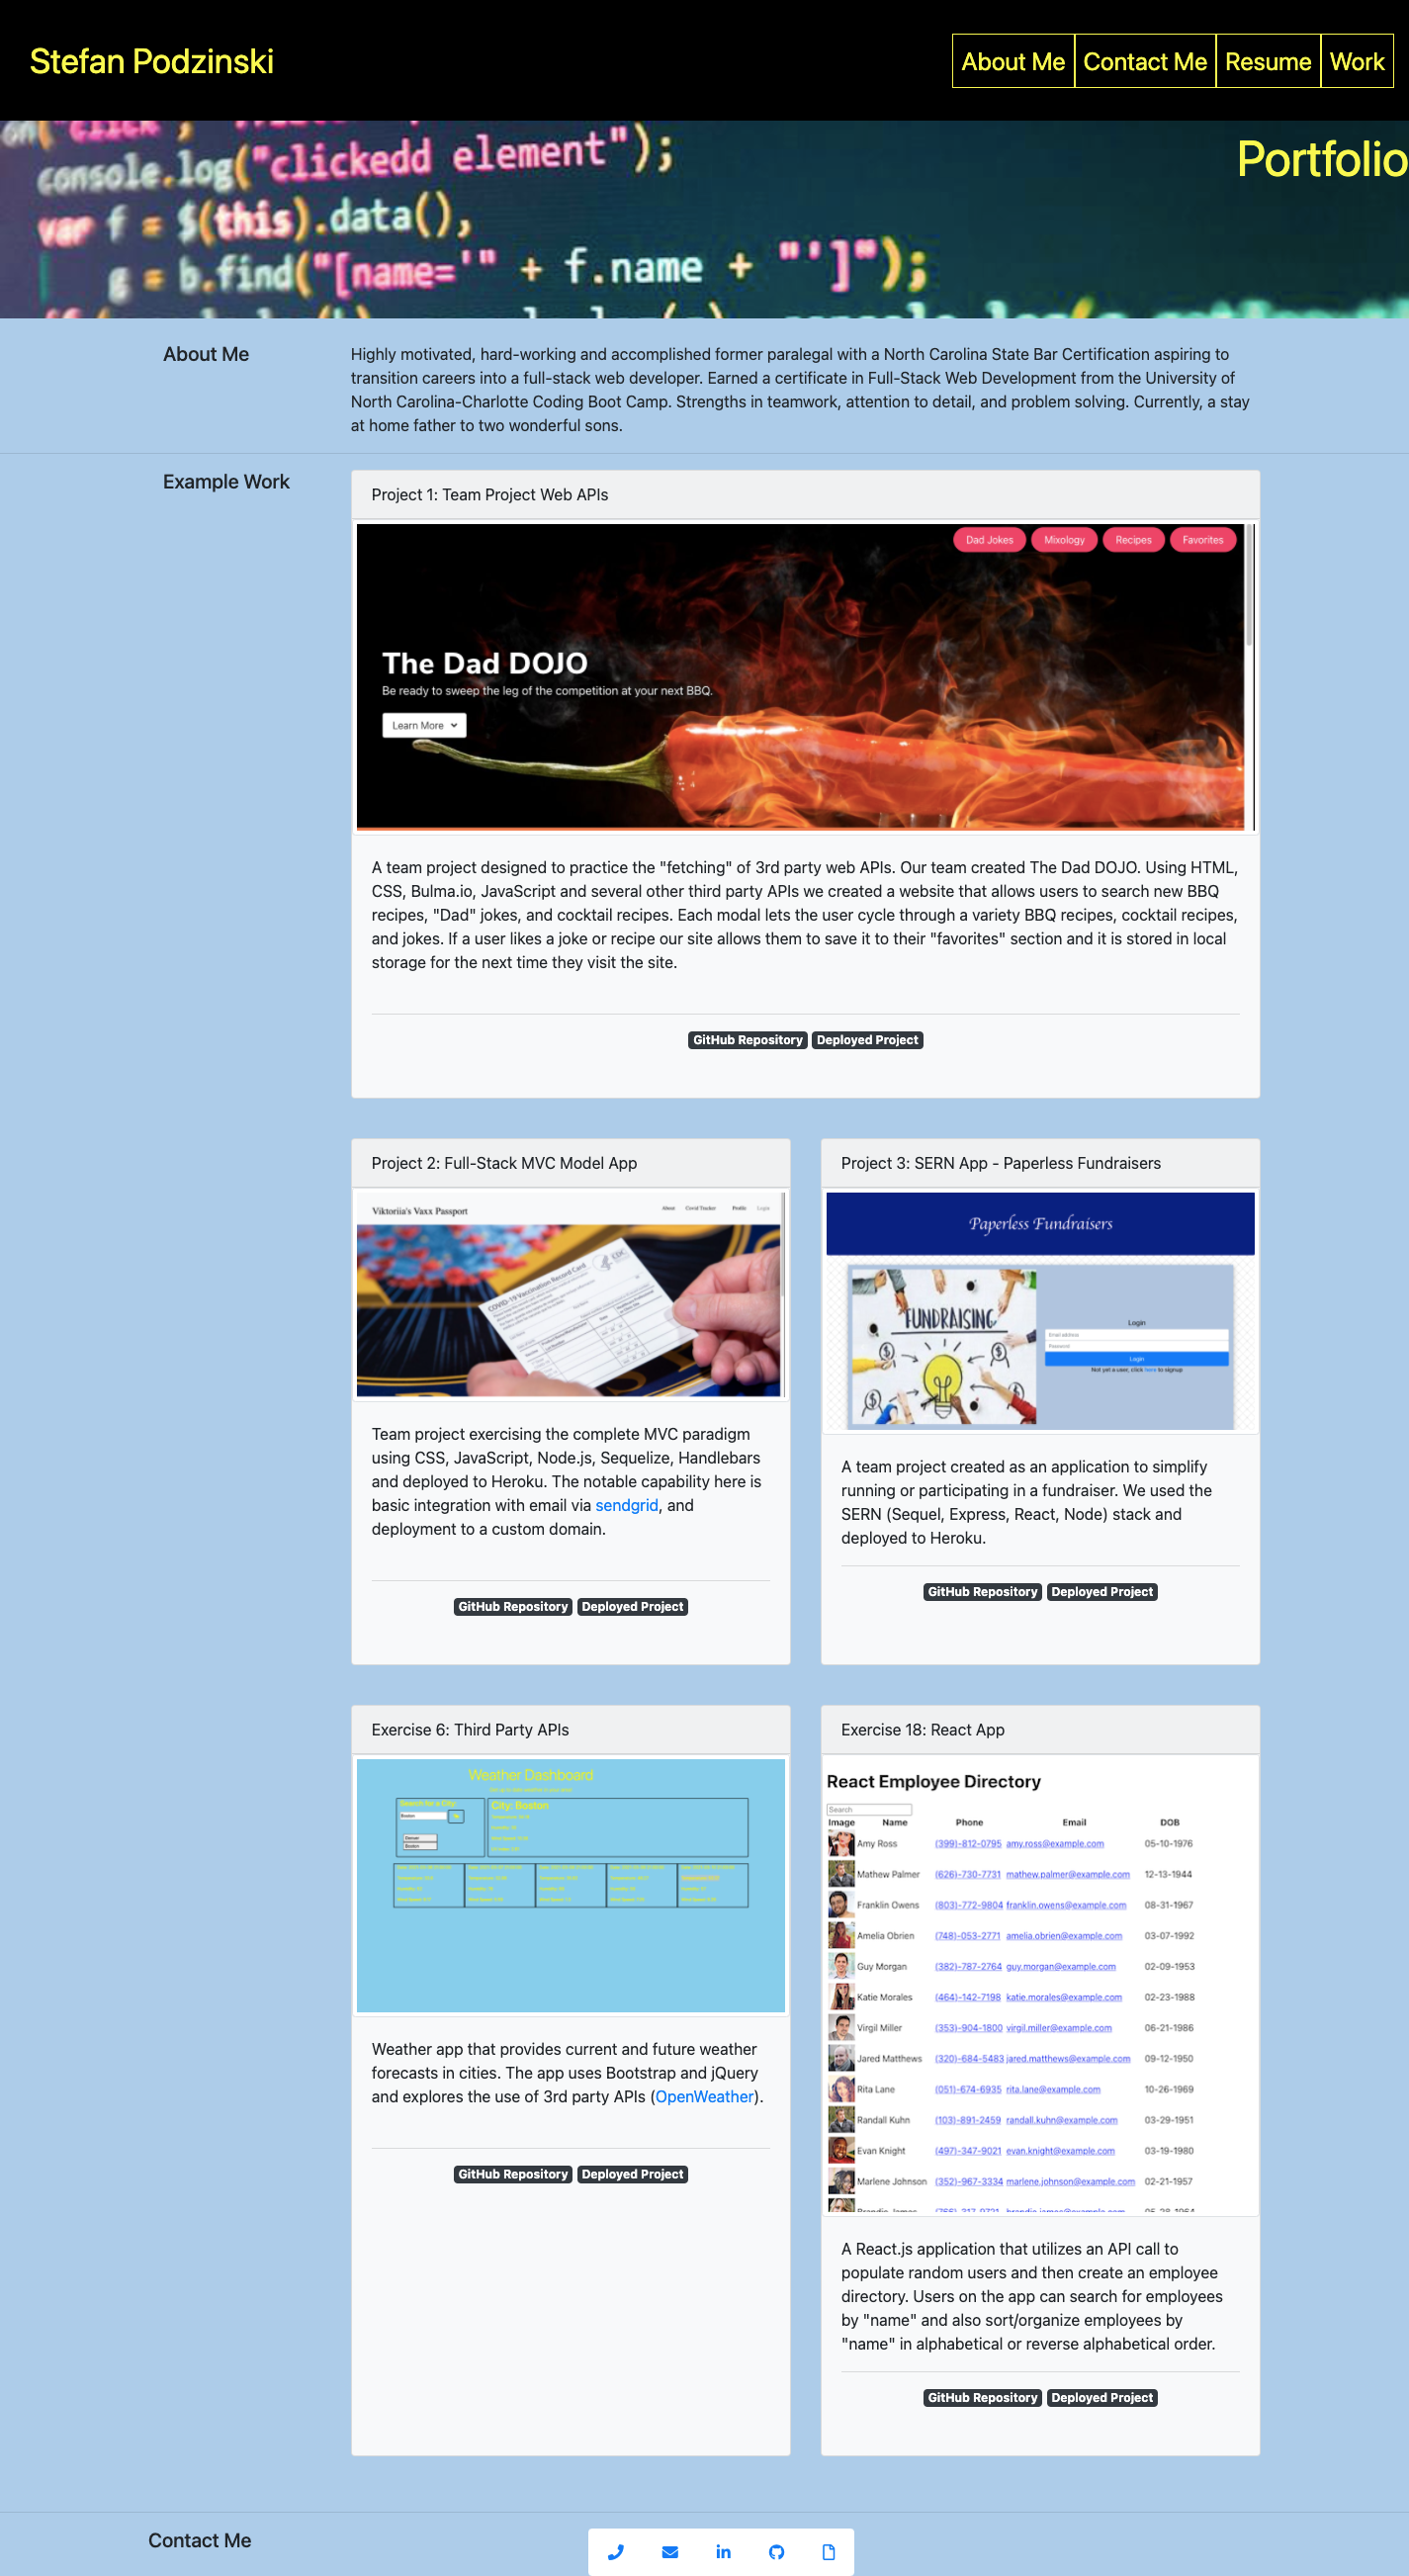 Stefan Podzinski
About Me
Contact Me
Resume
Work
console.log("clickedd element");
var f = $(this).data(),
g = b.find("[name='" + f.name + "']");
Portfolio
About Me
Highly motivated, hard-working and accomplished former paralegal with a North Carolina State Bar Certification aspiring to
transition careers into a full-stack web developer. Earned a certificate in Full-Stack Web Development from the University of
North Carolina-Charlotte Coding Boot Camp. Strengths in teamwork, attention to detail, and problem solving. Currently, a stay
at home father to two wonderful sons.
Example Work
Project 1: Team Project Web APIs
Dad Jokes
Mixology
Recipes
Favorites
The Dad DOJO
Be ready to sweep the leg of the competition at your next BBQ.
Learn More
A team project designed to practice the "fetching" of 3rd party web APIs. Our team created The Dad DOJO. Using HTML,
CSS, Bulma.io, JavaScript and several other third party APIs we created a website that allows users to search new BBQ
recipes, "Dad" jokes, and cocktail recipes. Each modal lets the user cycle through a variety BBQ recipes, cocktail recipes,
and jokes. If a user likes a joke or recipe our site allows them to save it to their "favorites" section and it is stored in local
storage for the next time they visit the site.
GitHub Repository Deployed Project
Project 2: Full-Stack MVC Model App
Viktoriia's Vaxx Passport
About
Covid Tracker
Profile
Login
CDC
COVID-19 Vaccination Record Card
Team project exercising the complete MVC paradigm
using CSS, JavaScript, Node.js, Sequelize, Handlebars
and deployed to Heroku. The notable capability here is
basic integration with email via sendgrid, and
deployment to a custom domain.
GitHub Repository Deployed Project
Project 3: SERN App - Paperless Fundraisers
Paperless Fundraisers
FUNDRAISING
Login
Email address
Password
Login
Not yet a user, click here to signup
A team project created as an application to simplify
running or participating in a fundraiser. We used the
SERN (Sequel, Express, React, Node) stack and
deployed to Heroku.
GitHub Repository Deployed Project
Exercise 6: Third Party APIs
Weather Dashboard
Search for a City:
Boston
Denver
Boston
City: Boston
Weather app that provides current and future weather
forecasts in cities. The app uses Bootstrap and jQuery
and explores the use of 3rd party APIs (OpenWeather).
GitHub Repository Deployed Project
Exercise 18: React App
React Employee Directory
Search
Image Name Phone Email DOB
Amy Ross (399)-812-0795 amy.ross@example.com 05-10-1976
Mathew Palmer (626)-730-7731 mathew.palmer@example.com 12-13-1944
Franklin Owens (803)-772-9804 franklin.owens@example.com 08-31-1967
Amelia Obrien (748)-053-2771 amelia.obrien@example.com 03-07-1992
Guy Morgan (382)-787-2764 guy.morgan@example.com 02-09-1953
Katie Morales (464)-142-7198 katie.morales@example.com 02-23-1988
Virgil Miller (353)-904-1800 virgil.miller@example.com 06-21-1986
Jared Matthews (320)-684-5483 jared.matthews@example.com 09-12-1950
Rita Lane (051)-674-6935 rita.lane@example.com 10-26-1969
Randall Kuhn (103)-891-2459 randall.kuhn@example.com 03-29-1951
Evan Knight (497)-347-9021 evan.knight@example.com 03-19-1980
Marlene Johnson (352)-967-3334 marlene.johnson@example.com 02-21-1957
A React.js application that utilizes an API call to
populate random users and then create an employee
directory. Users on the app can search for employees
by "name" and also sort/organize employees by
"name" in alphabetical or reverse alphabetical order.
GitHub Repository Deployed Project
Contact Me